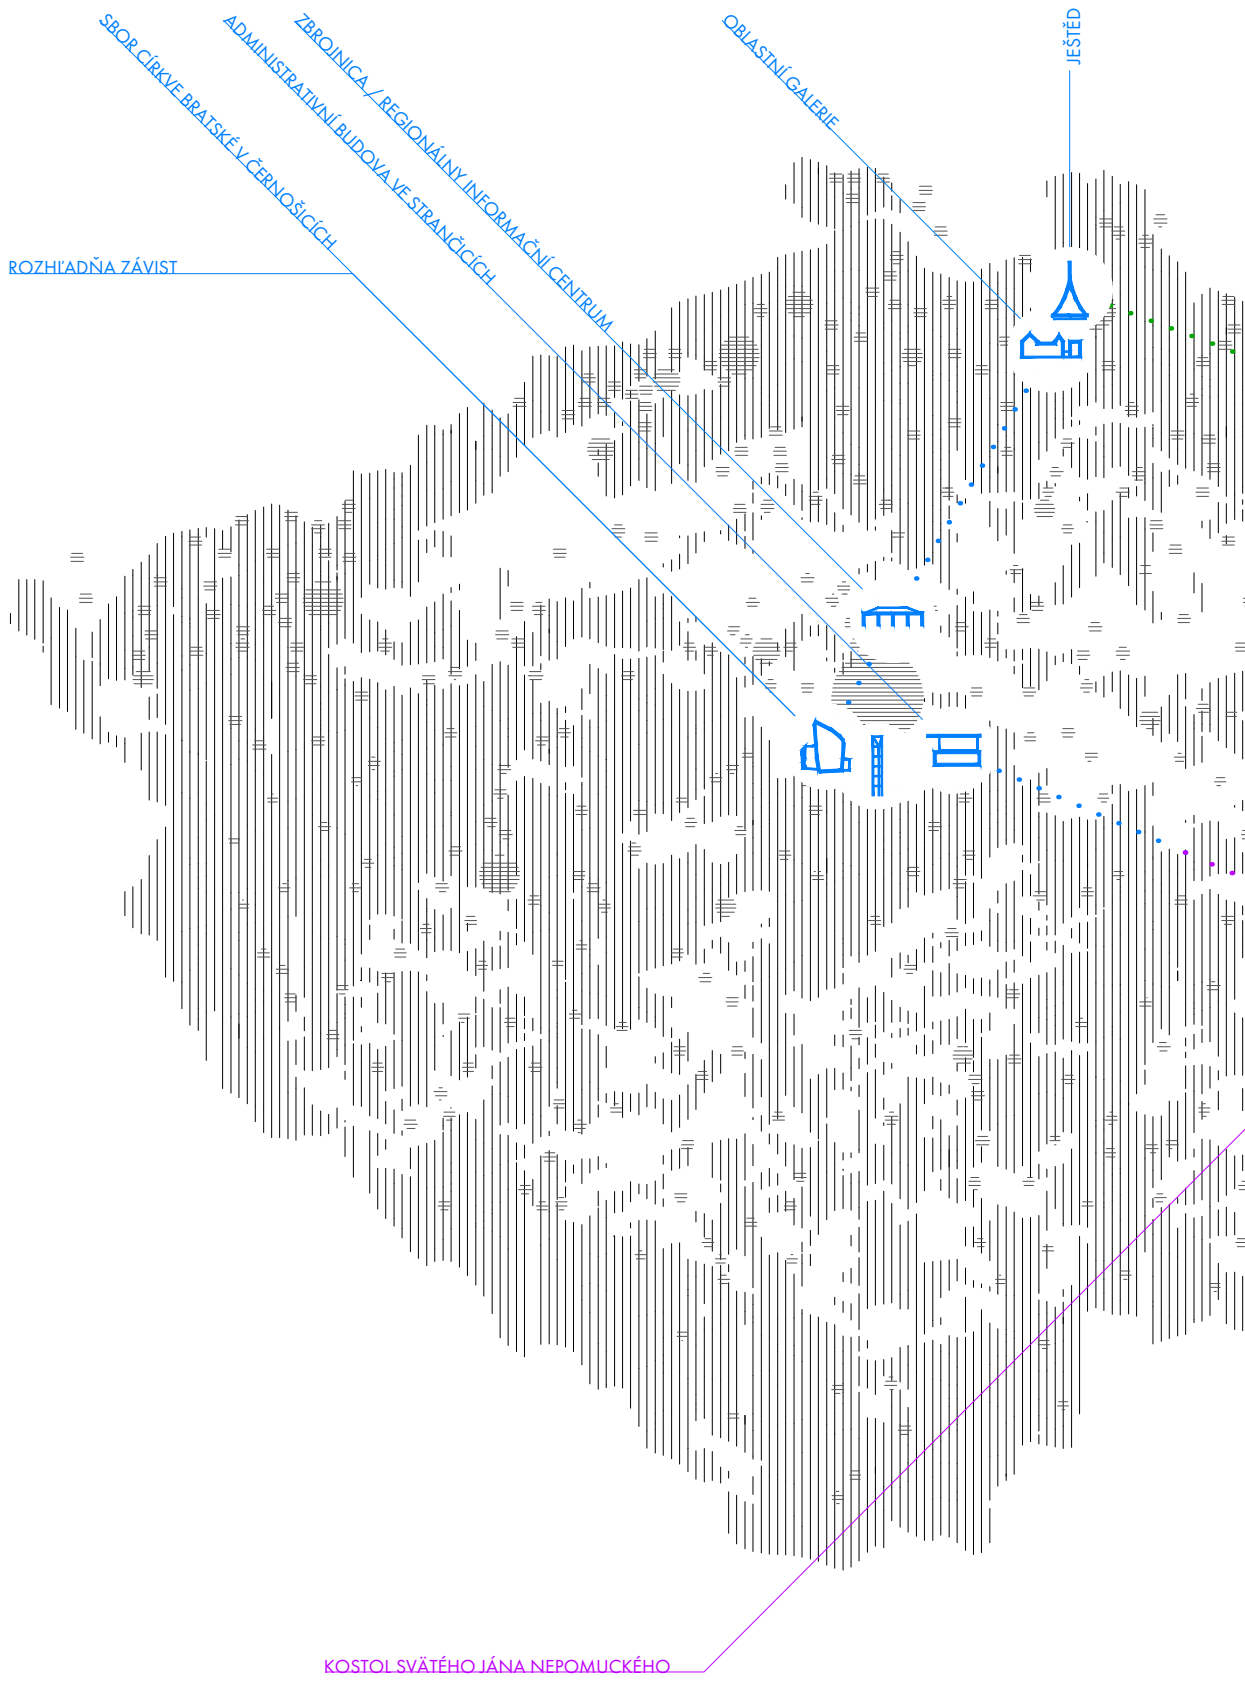 SBOR CÍRKVE BRATSKÉ V ČERNOŠICÍCH
ADMINISTRATIVNÍ BUDOVA VE STRANČICÍCH
ZBROJNICA / REGIONÁLNY INFORMAČNÍ CENTRUM
OBLASTNÍ GALERIE
JEŠTĚD
ROZHĽADŇA ZÁVIST
KOSTOL SVÄTÉHO JÁNA NEPOMUCKÉHO